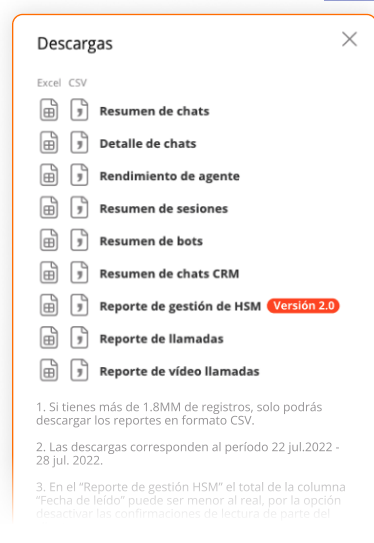 Descargas
Excel CSV
Resumen de chats
Detalle de chats
Rendimiento de agente
Resumen de sesiones
Resumen de bots
Resumen de chats CRM
Reporte de gestión de HSM Versión 2.0
Reporte de llamadas
Reporte de vídeo llamadas
1. Si tienes más de 1.8MM de registros, solo podrás
descargar los reportes en formato CSV.
2. Las descargas corresponden al período 22 jul.2022 -
28 jul. 2022.
3. En el “Reporte de gestión HSM” el total de la columna
“Fecha de leído” puede ser menor al real, por la opción
desactivar las confirmaciones de lectura de parte del